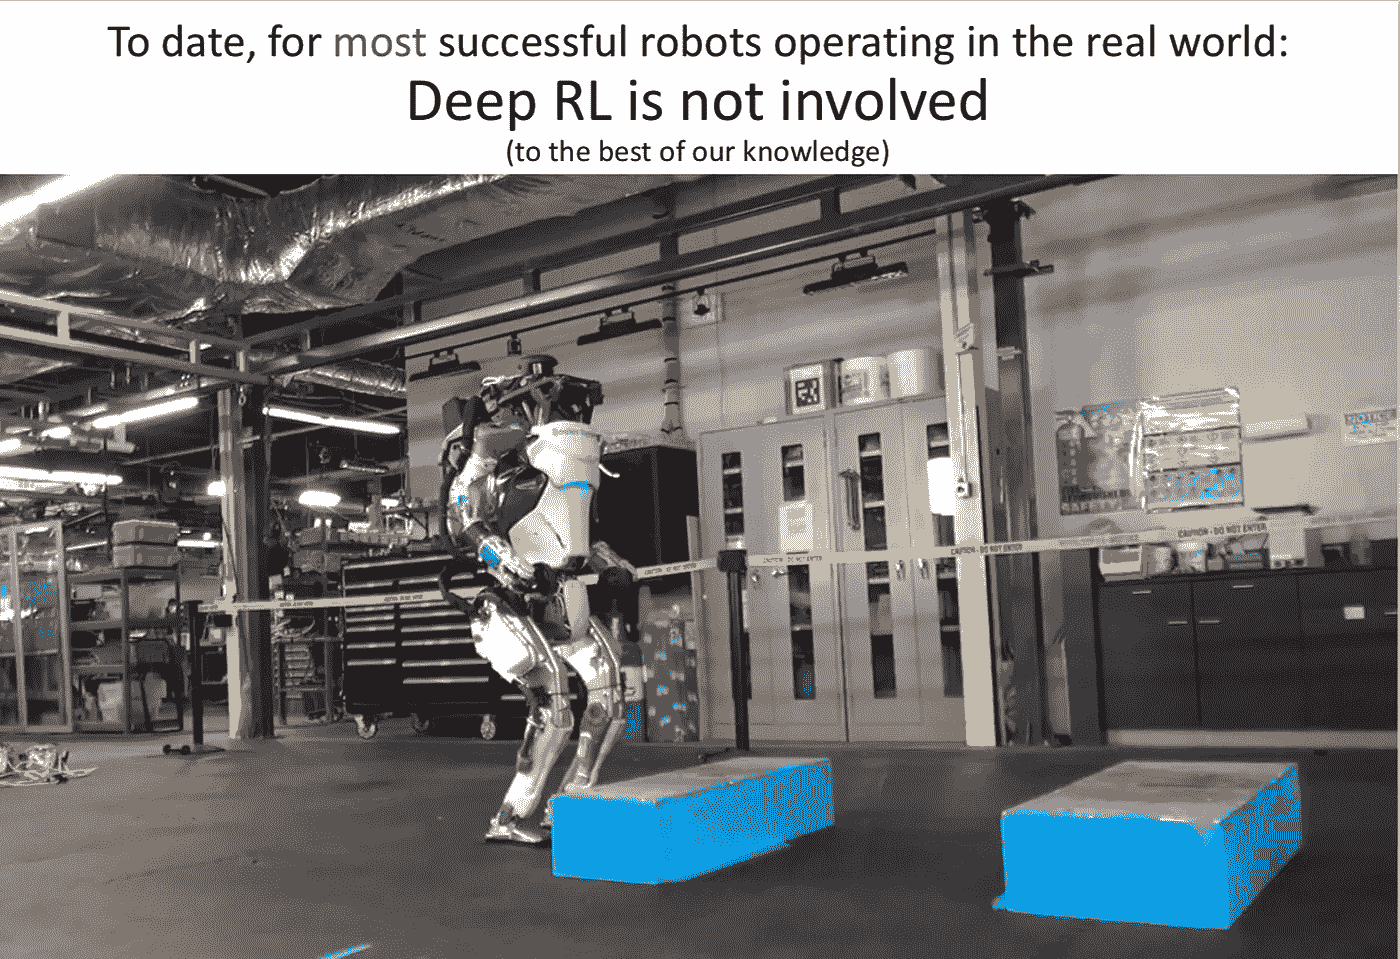 To date, for most successful robots operating in the real world:
Deep RL is not involved
(to the best of our knowledge)
CAUTION - DO NOT ENTER
CAUTION - DO NOT ENTER